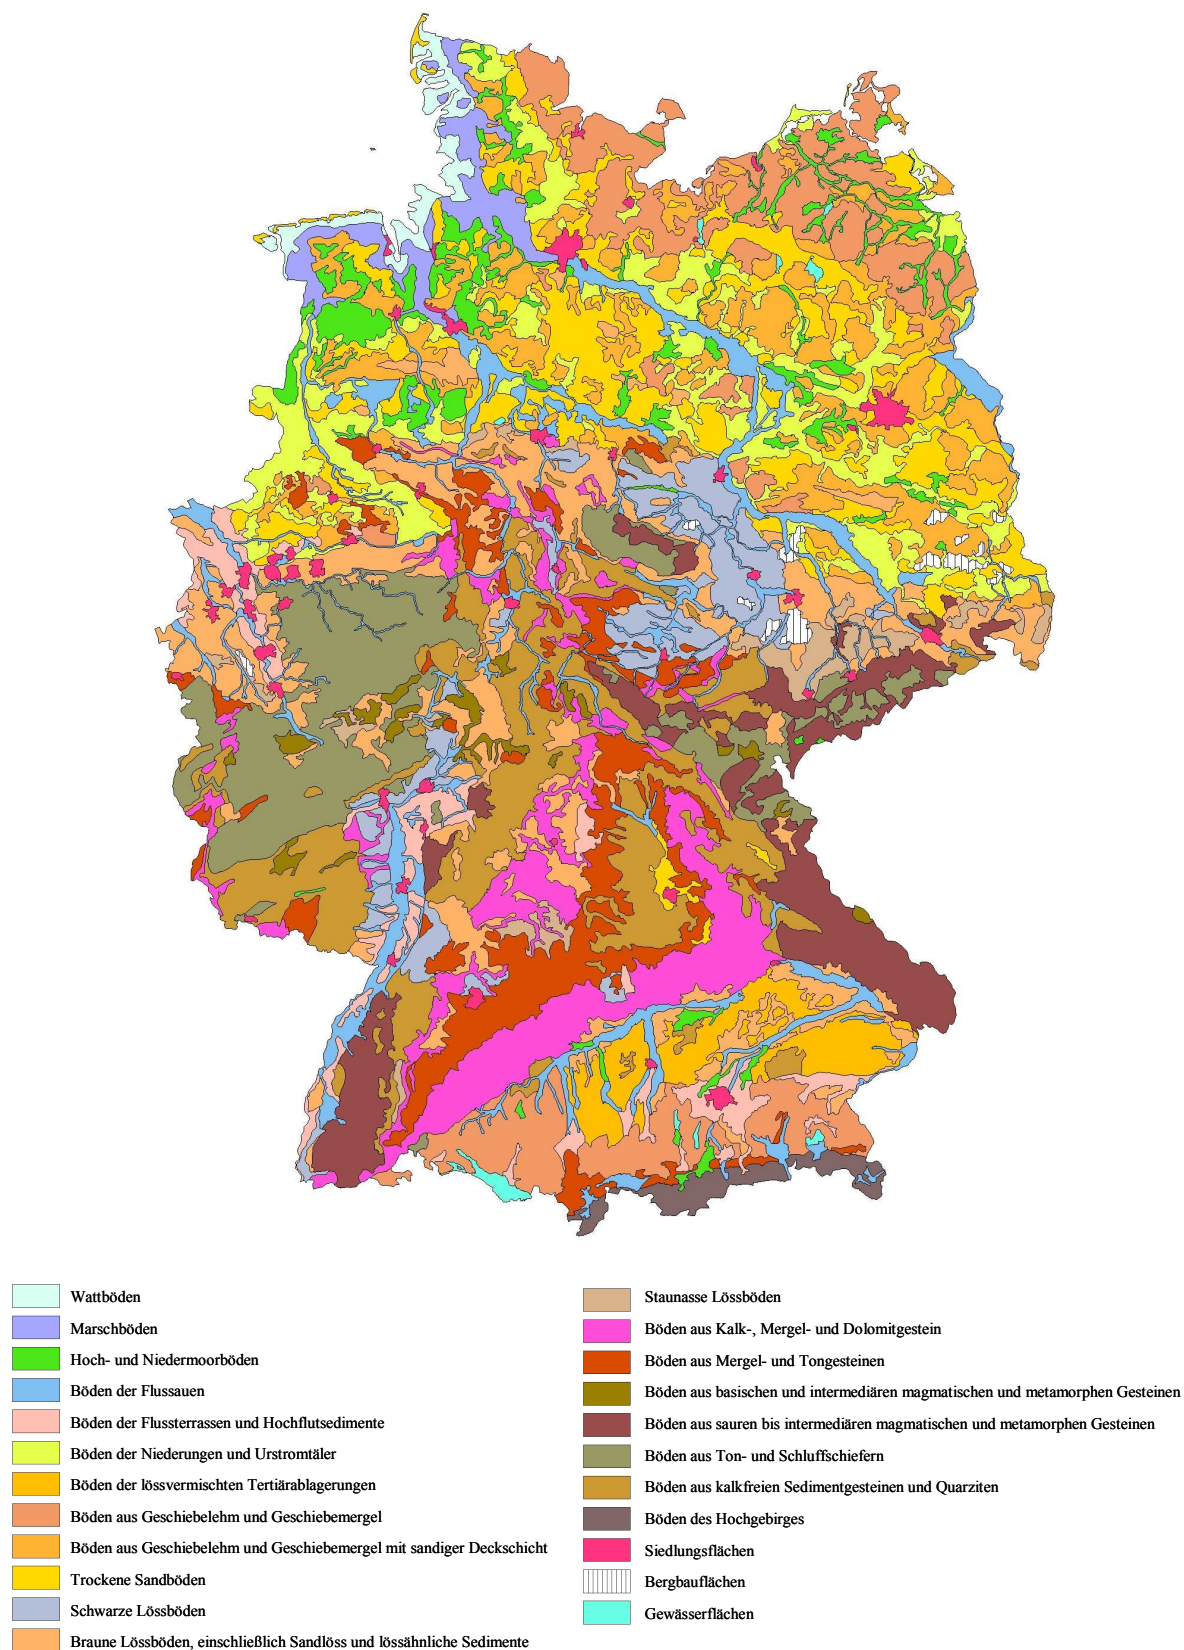 Wattböden
Marschböden
Hoch- und Niedermoorböden
Böden der Flussauen
Böden der Flussterrassen und Hochflutsedimente
Böden der Niederungen und Urstromtäler
Böden der lössvermischten Tertiärablagerungen
Böden aus Geschiebelehm und Geschiebemergel
Böden aus Geschiebelehm und Geschiebemergel mit sandiger Deckschicht
Trockene Sandböden
Schwarze Lössböden
Braune Lössböden, einschließlich Sandlöss und lössähnliche Sedimente
Staunasse Lössböden
Böden aus Kalk-, Mergel- und Dolomitgestein
Böden aus Mergel- und Tongesteinen
Böden aus basischen und intermediären magmatischen und metamorphen Gesteinen
Böden aus sauren bis intermediären magmatischen und metamorphen Gesteinen
Böden aus Ton- und Schluffschiefern
Böden aus kalkfreien Sedimentgesteinen und Quarziten
Böden des Hochgebirges
Siedlungsflächen
Bergbauflächen
Gewässerflächen